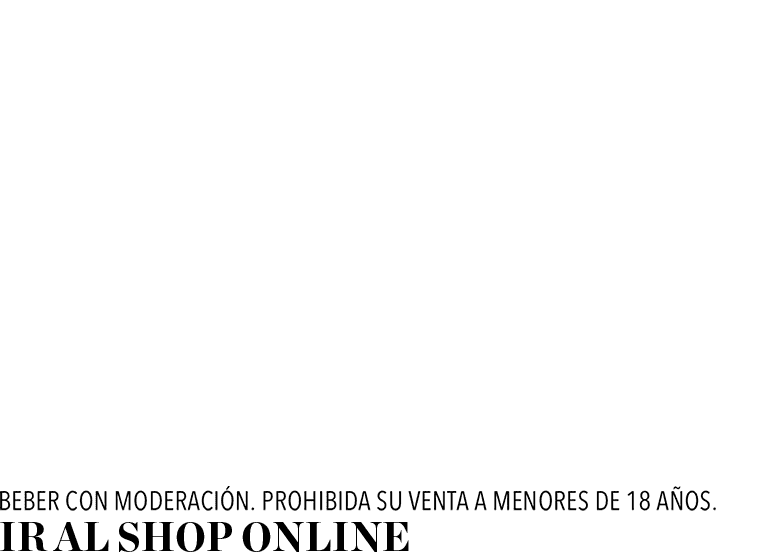 BEBER CON MODERACIÓN. PROHIBIDA SU VENTA A MENORES DE 18 AÑOS.
IR AL SHOP ONLINE